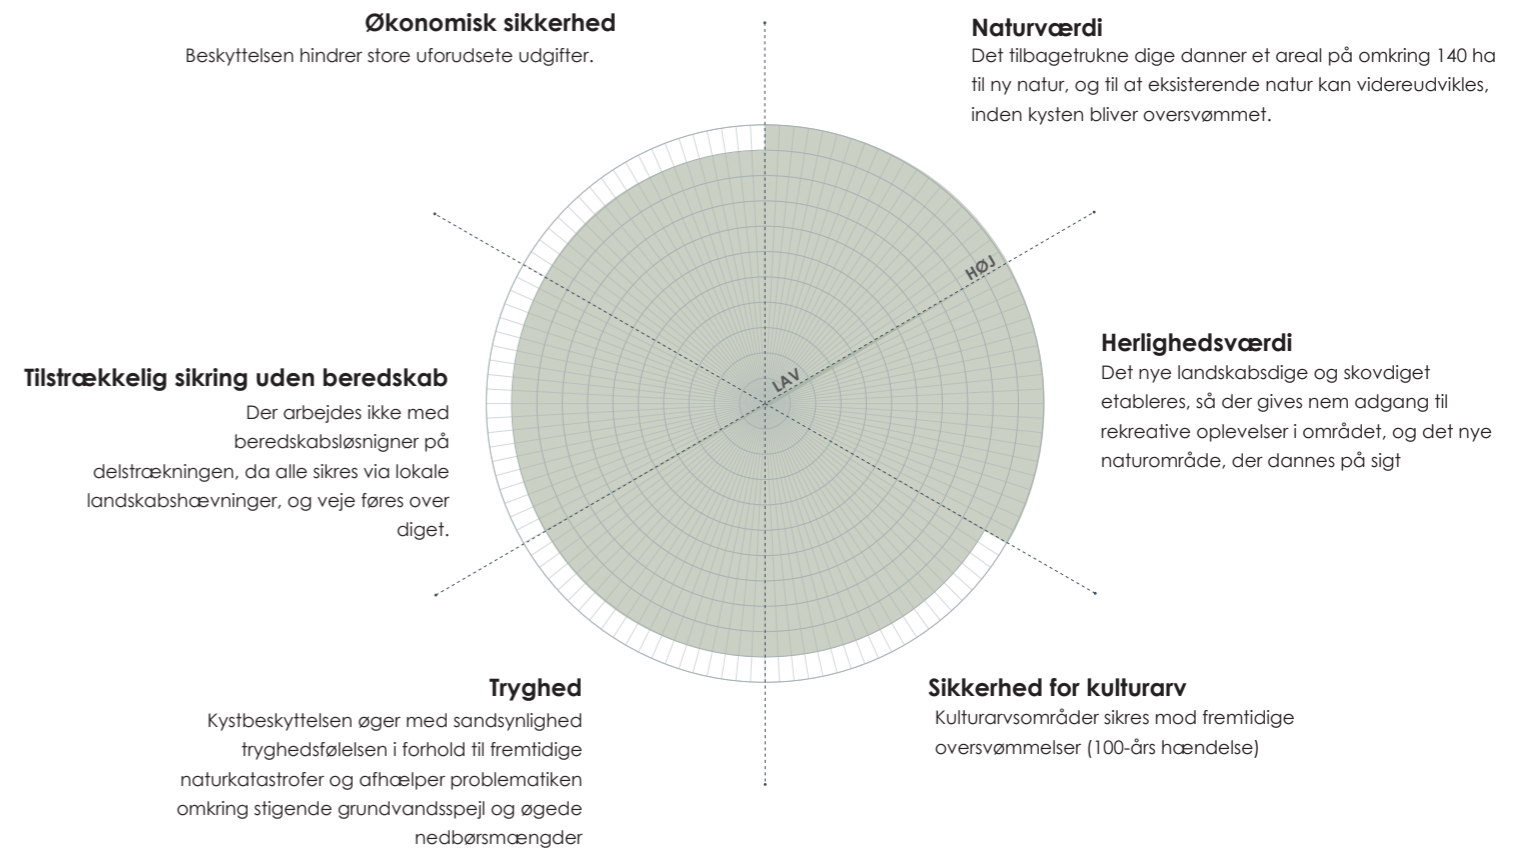 Økonomisk sikkerhed
Beskyttelsen hindrer store uforudsete udgifter.
Naturværdi
Det tilbagetrukne dige danner et areal på omkring 140 ha
til ny natur, og til at eksisterende natur kan videreudvikles,
inden kysten bliver oversvømmet.
HØJ
LAV
Herlighedsværdi
Det nye landskabsdige og skovdiget
etableres, så der gives nem adgang til
rekreative oplevelser i området, og det nye
naturområde, der dannes på sigt
Tilstrækkelig sikring uden beredskab
Der arbejdes ikke med
beredskabsløsnigner på
delstrækningen, da alle sikres via lokale
landskabshævninger, og veje føres over
diget.
Tryghed
Kystbeskyttelsen øger med sandsynlighed
tryghedsfølelsen i forhold til fremtidige
naturkatastrofer og afhælper problematiken
omkring stigende grundvandsspejl og øgede
nedbørsmængder
Sikkerhed for kulturarv
Kulturarvsområder sikres mod fremtidige
oversvømmelser (100-års hændelse)